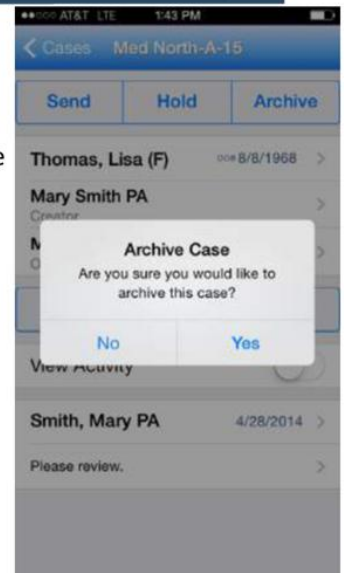 AT&T LTE 1:43 PM
Cases Med North-A-15
Send Hold Archive
e
Thomas, Lisa (F) DOB 8/8/1968
Mary Smith PA
Creator
M
O
Archive Case
Are you sure you would like to
archive this case?
No Yes
View Activity
Smith, Mary PA 4/28/2014
Please review.